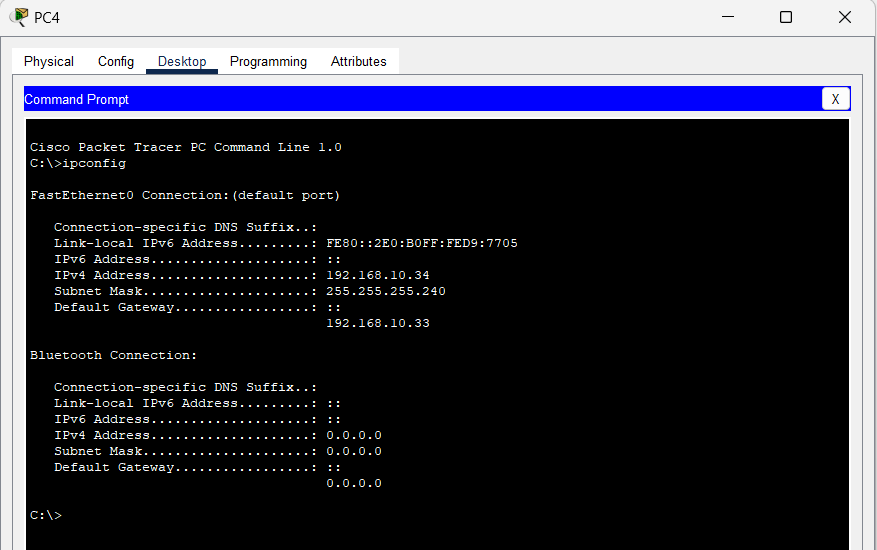 PC4
Physical Config Desktop Programming Attributes
Command Prompt
X
Cisco Packet Tracer PC Command Line 1.0
C:\>ipconfig
FastEthernet0 Connection:(default port)
Connection-specific DNS Suffix..:
Link-local IPv6 Address.........: FE80::2E0:B0FF:FED9:7705
IPv6 Address....................: ::
IPv4 Address....................: 192.168.10.34
Subnet Mask.....................: 255.255.255.240
Default Gateway.................: ::
192.168.10.33
Bluetooth Connection:
Connection-specific DNS Suffix..:
Link-local IPv6 Address.........: ::
IPv6 Address....................: ::
IPv4 Address....................: 0.0.0.0
Subnet Mask.....................: 0.0.0.0
Default Gateway.................: ::
0.0.0.0
C:\>